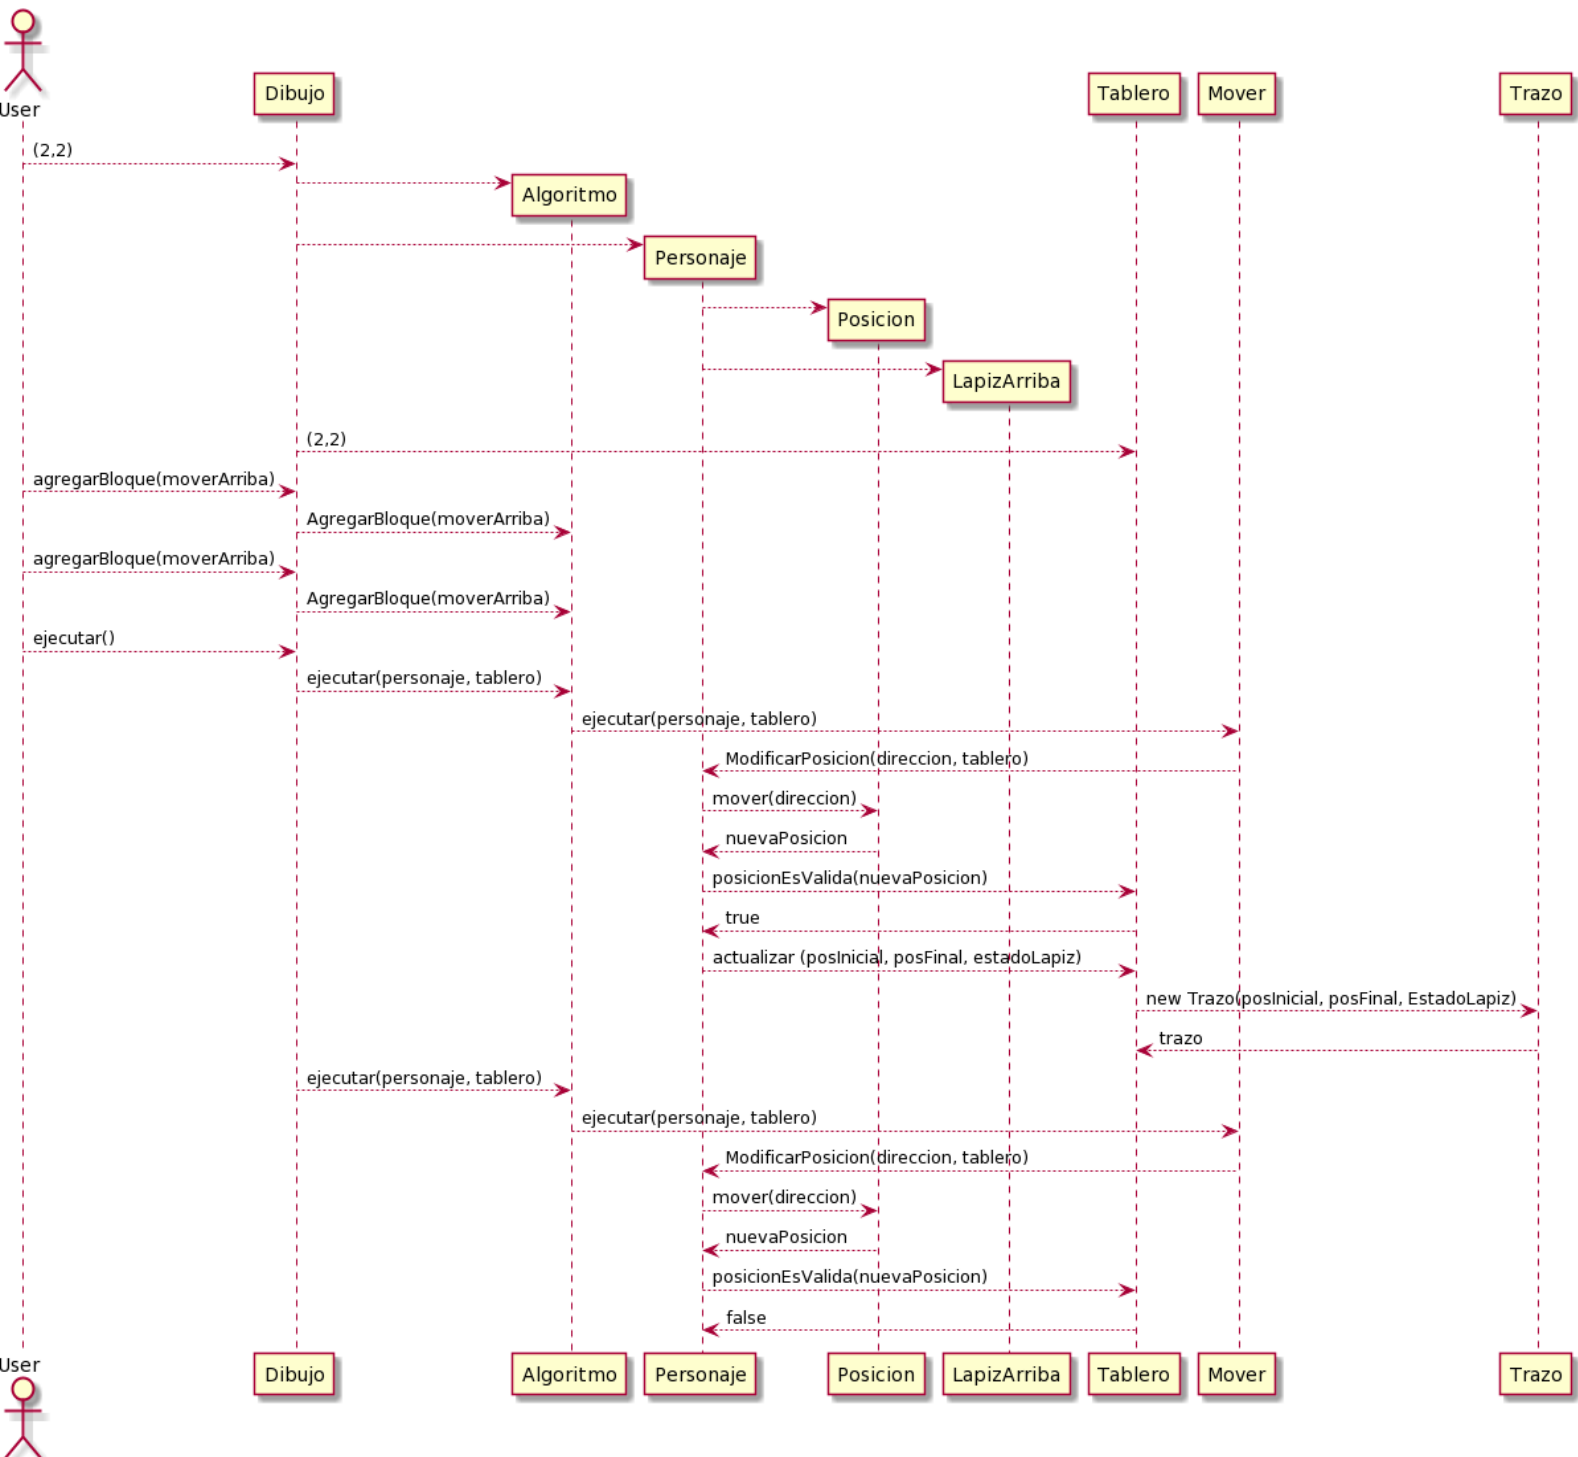 User
Dibujo
Tablero
Mover
Trazo
(2,2)
Algoritmo
Personaje
Posicion
LapizArriba
(2,2)
agregarBloque(moverArriba)
AgregarBloque(moverArriba)
agregarBloque(moverArriba)
AgregarBloque(moverArriba)
ejecutar()
ejecutar(personaje, tablero)
ejecutar(personaje, tablero)
ModificarPosicion(direccion, tablero)
mover(direccion)
nuevaPosicion
posicionEsValida(nuevaPosicion)
true
actualizar (posInicial, posFinal, estadoLapiz)
new Trazo(posInicial, posFinal, EstadoLapiz)
trazo
ejecutar(personaje, tablero)
ejecutar(personaje, tablero)
ModificarPosicion(direccion, tablero)
mover(direccion)
nuevaPosicion
posicionEsValida(nuevaPosicion)
false
User
Dibujo
Algoritmo
Personaje
Posicion
LapizArriba
Tablero
Mover
Trazo